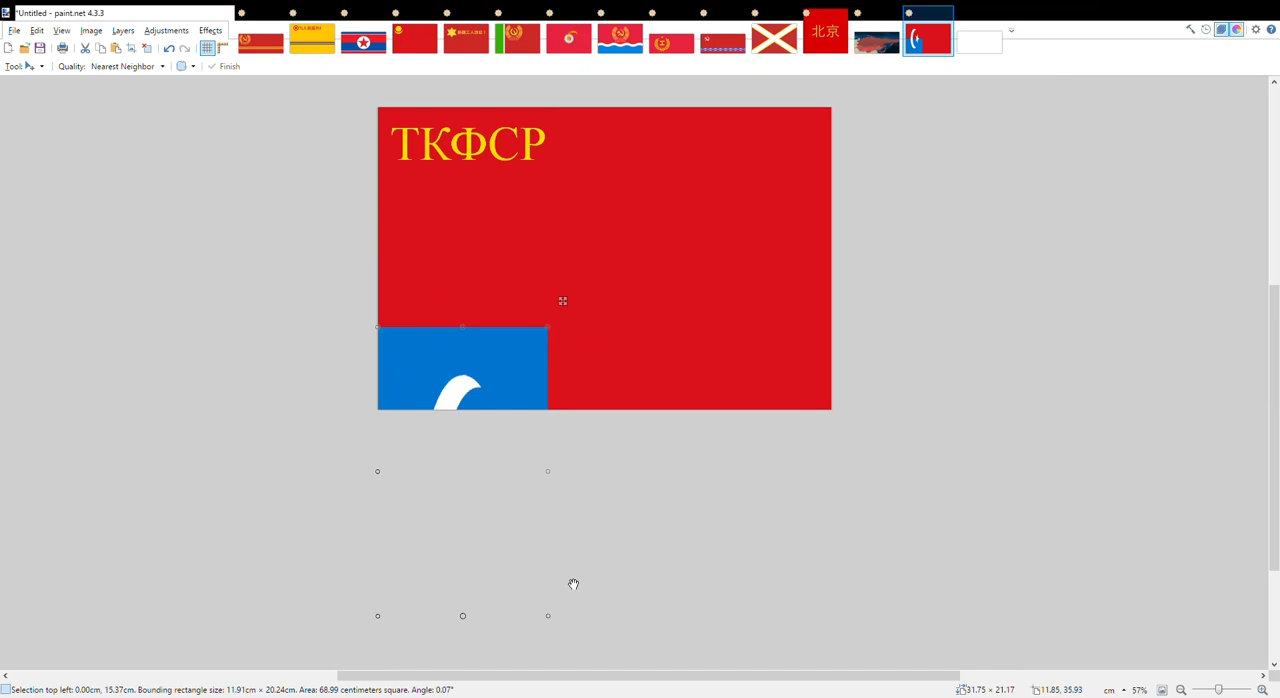 *Untitled - paint.net 4.3.3
File Edit View Image Layers Adjustments Effects
北京
Tool: Quality: Nearest Neighbor Finish
ТКФСР
Selection top left: 0.00cm, 15.37cm. Bounding rectangle size: 11.91cm × 20.24cm. Area: 68.99 centimeters square. Angle: 0.07°
31.75 × 21.17 11.85, 35.93 cm 57%